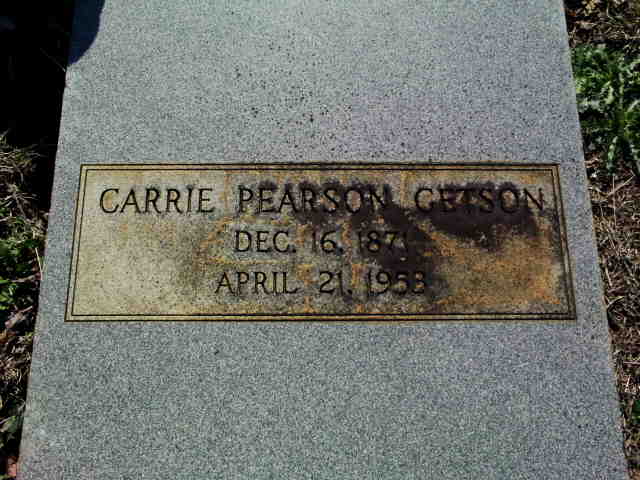 CARRIE PEARSON GETSON
DEC. 16, 1871
APRIL 21, 1953